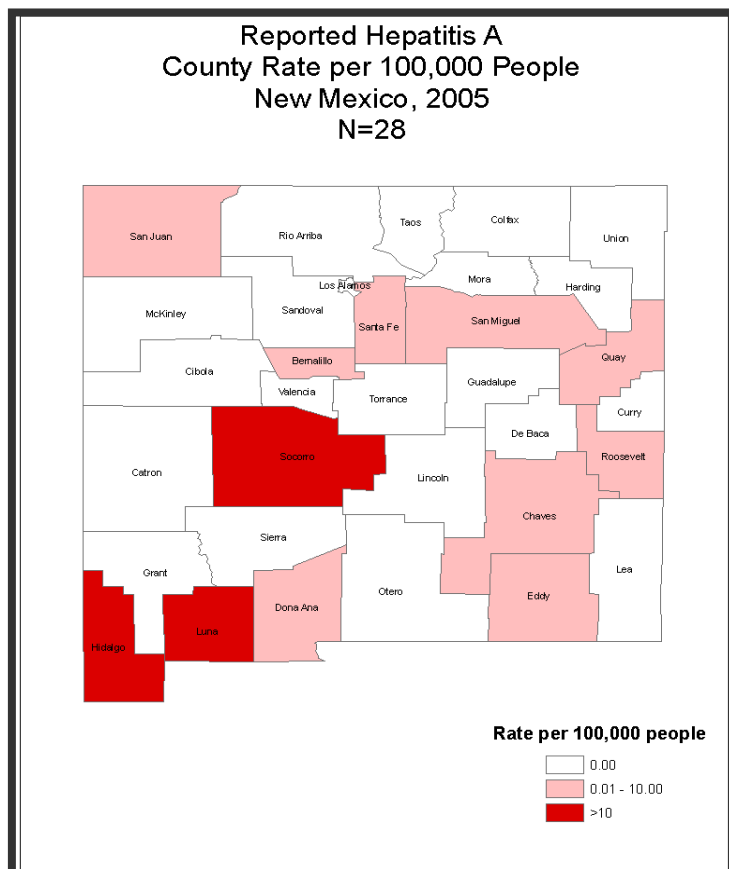 Reported Hepatitis A
County Rate per 100,000 People
New Mexico, 2005
N=28
San Juan
Rio Arriba
Taos
Colfax
Union
Los Alamos
Mora
Harding
McKinley
Sandoval
Santa Fe
San Miguel
Bernalillo
Quay
Cibola
Valencia
Torrance
Guadalupe
Curry
De Baca
Catron
Socorro
Lincoln
Roosevelt
Chaves
Sierra
Grant
Otero
Lea
Dona Ana
Eddy
Hidalgo
Luna
Rate per 100,000 people
0.00
0.01 - 10.00
>10